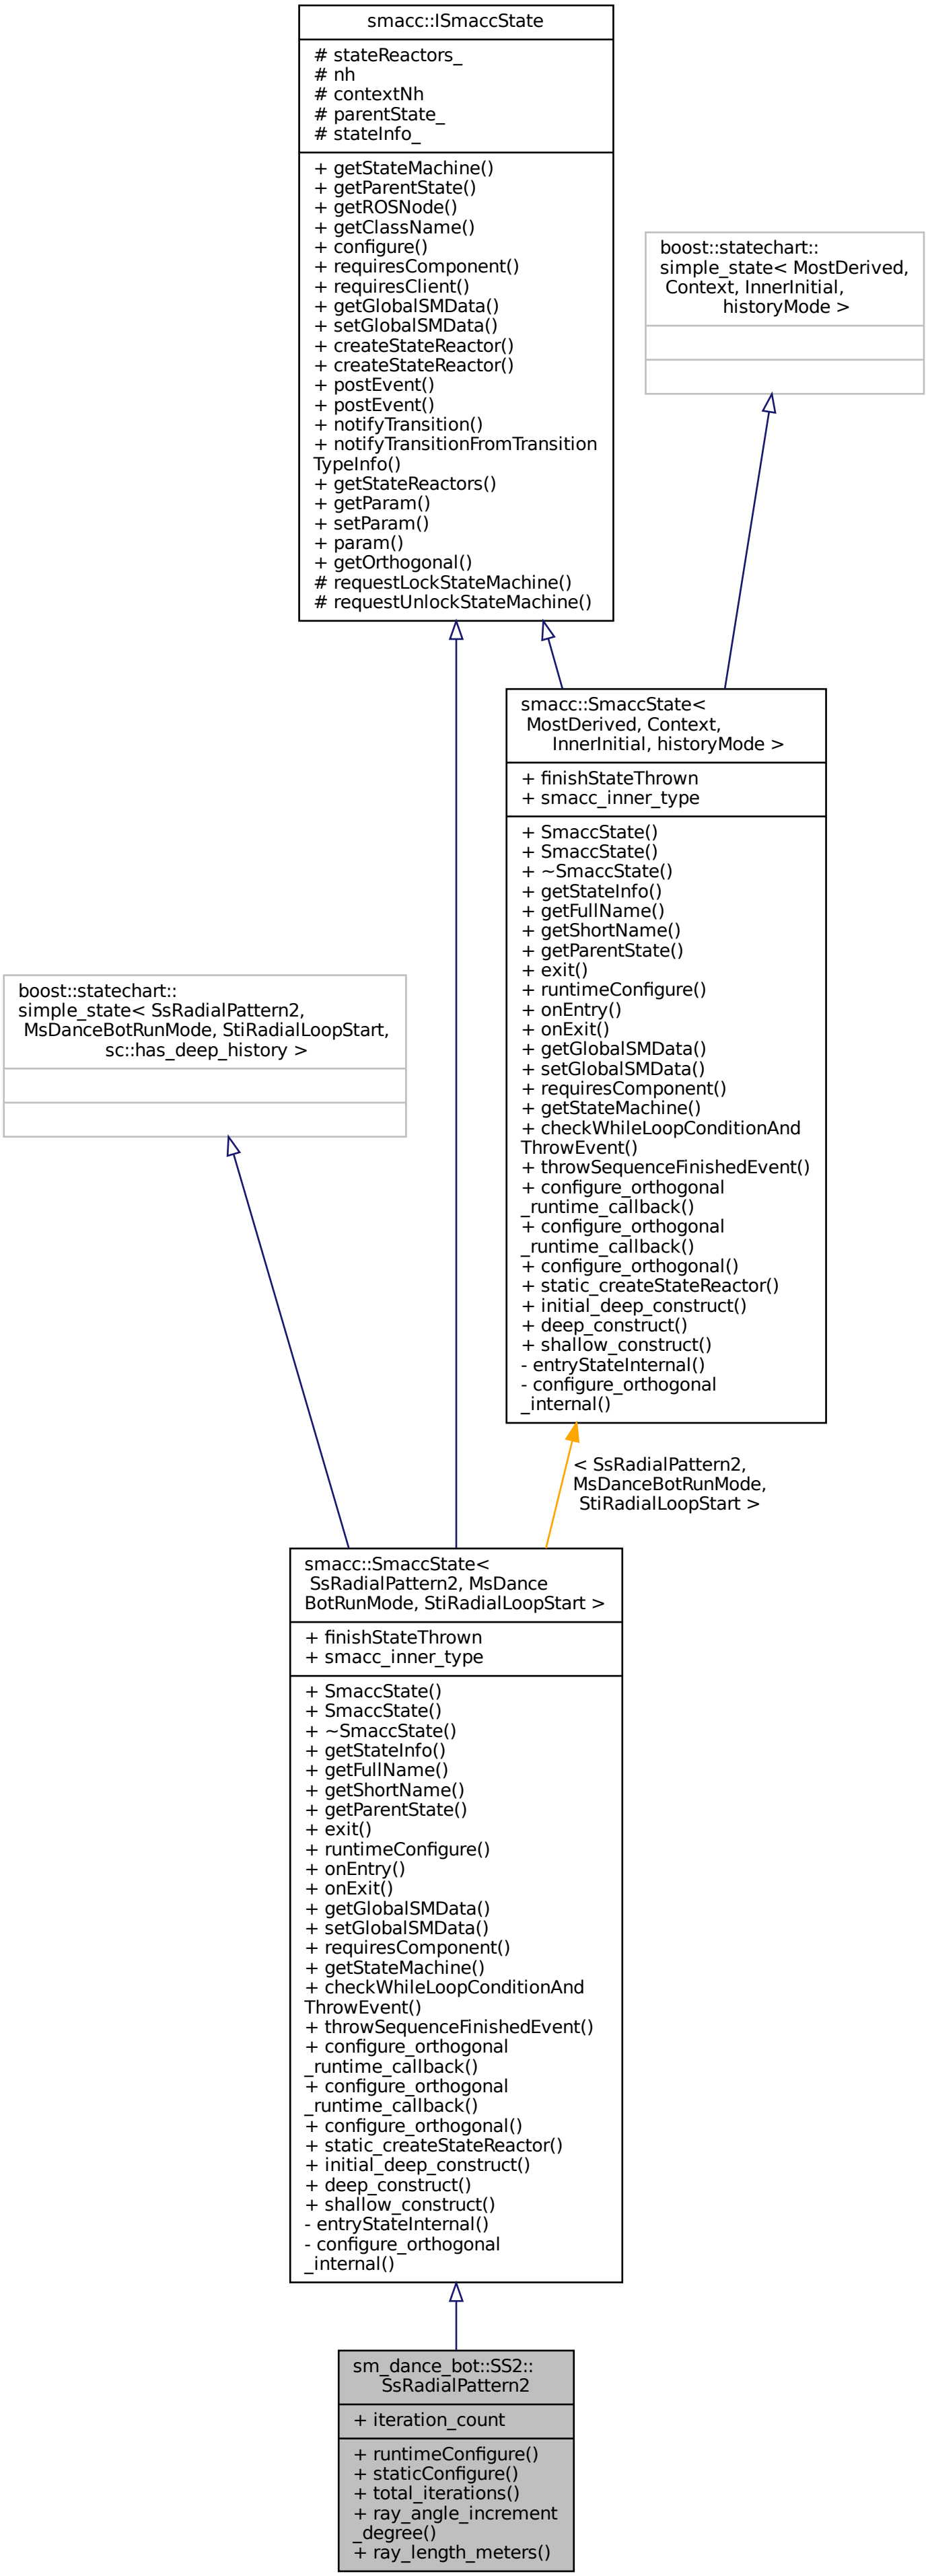 smacc::ISmaccState
# stateReactors_
# nh
# contextNh
# parentState_
# stateInfo_
+ getStateMachine()
+ getParentState()
+ getROSNode()
+ getClassName()
+ configure()
+ requiresComponent()
+ requiresClient()
+ getGlobalSMData()
+ setGlobalSMData()
+ createStateReactor()
+ createStateReactor()
+ postEvent()
+ postEvent()
+ notifyTransition()
+ notifyTransitionFromTransition
TypeInfo()
+ getStateReactors()
+ getParam()
+ setParam()
+ param()
+ getOrthogonal()
# requestLockStateMachine()
# requestUnlockStateMachine()
boost::statechart::
simple_state< MostDerived,
Context, InnerInitial,
historyMode >
smacc::SmaccState<
MostDerived, Context,
InnerInitial, historyMode >
+ finishStateThrown
+ smacc_inner_type
+ SmaccState()
+ SmaccState()
+ ~SmaccState()
+ getStateInfo()
+ getFullName()
+ getShortName()
+ getParentState()
+ exit()
+ runtimeConfigure()
+ onEntry()
+ onExit()
+ getGlobalSMData()
+ setGlobalSMData()
+ requiresComponent()
+ getStateMachine()
+ checkWhileLoopConditionAnd
ThrowEvent()
+ throwSequenceFinishedEvent()
+ configure_orthogonal
_runtime_callback()
+ configure_orthogonal
_runtime_callback()
+ configure_orthogonal()
+ static_createStateReactor()
+ initial_deep_construct()
+ deep_construct()
+ shallow_construct()
- entryStateInternal()
- configure_orthogonal
_internal()
boost::statechart::
simple_state< SsRadialPattern2,
MsDanceBotRunMode, StiRadialLoopStart,
sc::has_deep_history >
< SsRadialPattern2,
MsDanceBotRunMode,
StiRadialLoopStart >
smacc::SmaccState<
SsRadialPattern2, MsDance
BotRunMode, StiRadialLoopStart >
+ finishStateThrown
+ smacc_inner_type
+ SmaccState()
+ SmaccState()
+ ~SmaccState()
+ getStateInfo()
+ getFullName()
+ getShortName()
+ getParentState()
+ exit()
+ runtimeConfigure()
+ onEntry()
+ onExit()
+ getGlobalSMData()
+ setGlobalSMData()
+ requiresComponent()
+ getStateMachine()
+ checkWhileLoopConditionAnd
ThrowEvent()
+ throwSequenceFinishedEvent()
+ configure_orthogonal
_runtime_callback()
+ configure_orthogonal
_runtime_callback()
+ configure_orthogonal()
+ static_createStateReactor()
+ initial_deep_construct()
+ deep_construct()
+ shallow_construct()
- entryStateInternal()
- configure_orthogonal
_internal()
sm_dance_bot::SS2::
SsRadialPattern2
+ iteration_count
+ runtimeConfigure()
+ staticConfigure()
+ total_iterations()
+ ray_angle_increment
_degree()
+ ray_length_meters()